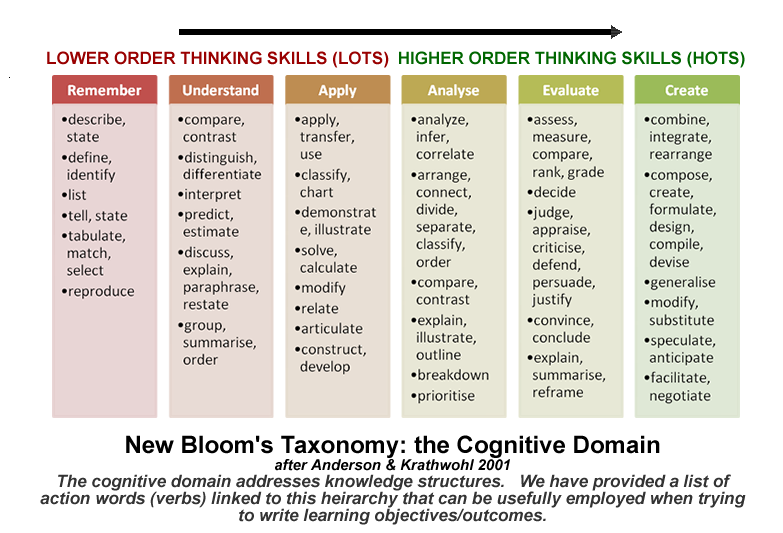 LOWER ORDER THINKING SKILLS (LOTS) HIGHER ORDER THINKING SKILLS (HOTS)
Remember
•describe,
state
•define,
identify
•list
•tell, state
•tabulate,
match,
select
•reproduce
Understand
•compare,
contrast
•distinguish,
differentiate
•interpret
•predict,
estimate
•discuss,
explain,
paraphrase,
restate
•group,
summarise,
order
Apply
•apply,
transfer,
use
•classify,
chart
•demonstrat
e, illustrate
•solve,
calculate
•modify
•relate
•articulate
•construct,
develop
Analyse
•analyze,
infer,
correlate
•arrange,
connect,
divide,
separate,
classify,
order
•compare,
contrast
•explain,
illustrate,
outline
•breakdown
•prioritise
Evaluate
•assess,
measure,
compare,
rank, grade
•decide
•judge,
appraise,
criticise,
defend,
persuade,
justify
•convince,
conclude
•explain,
summarise,
reframe
Create
•combine,
integrate,
rearrange
•compose,
create,
formulate,
design,
compile,
devise
•generalise
•modify,
substitute
•speculate,
anticipate
•facilitate,
negotiate
New Bloom's Taxonomy: the Cognitive Domain
after Anderson & Krathwohl 2001
The cognitive domain addresses knowledge structures. We have provided a list of
action words (verbs) linked to this heirarchy that can be usefully employed when trying
to write learning objectives/outcomes.